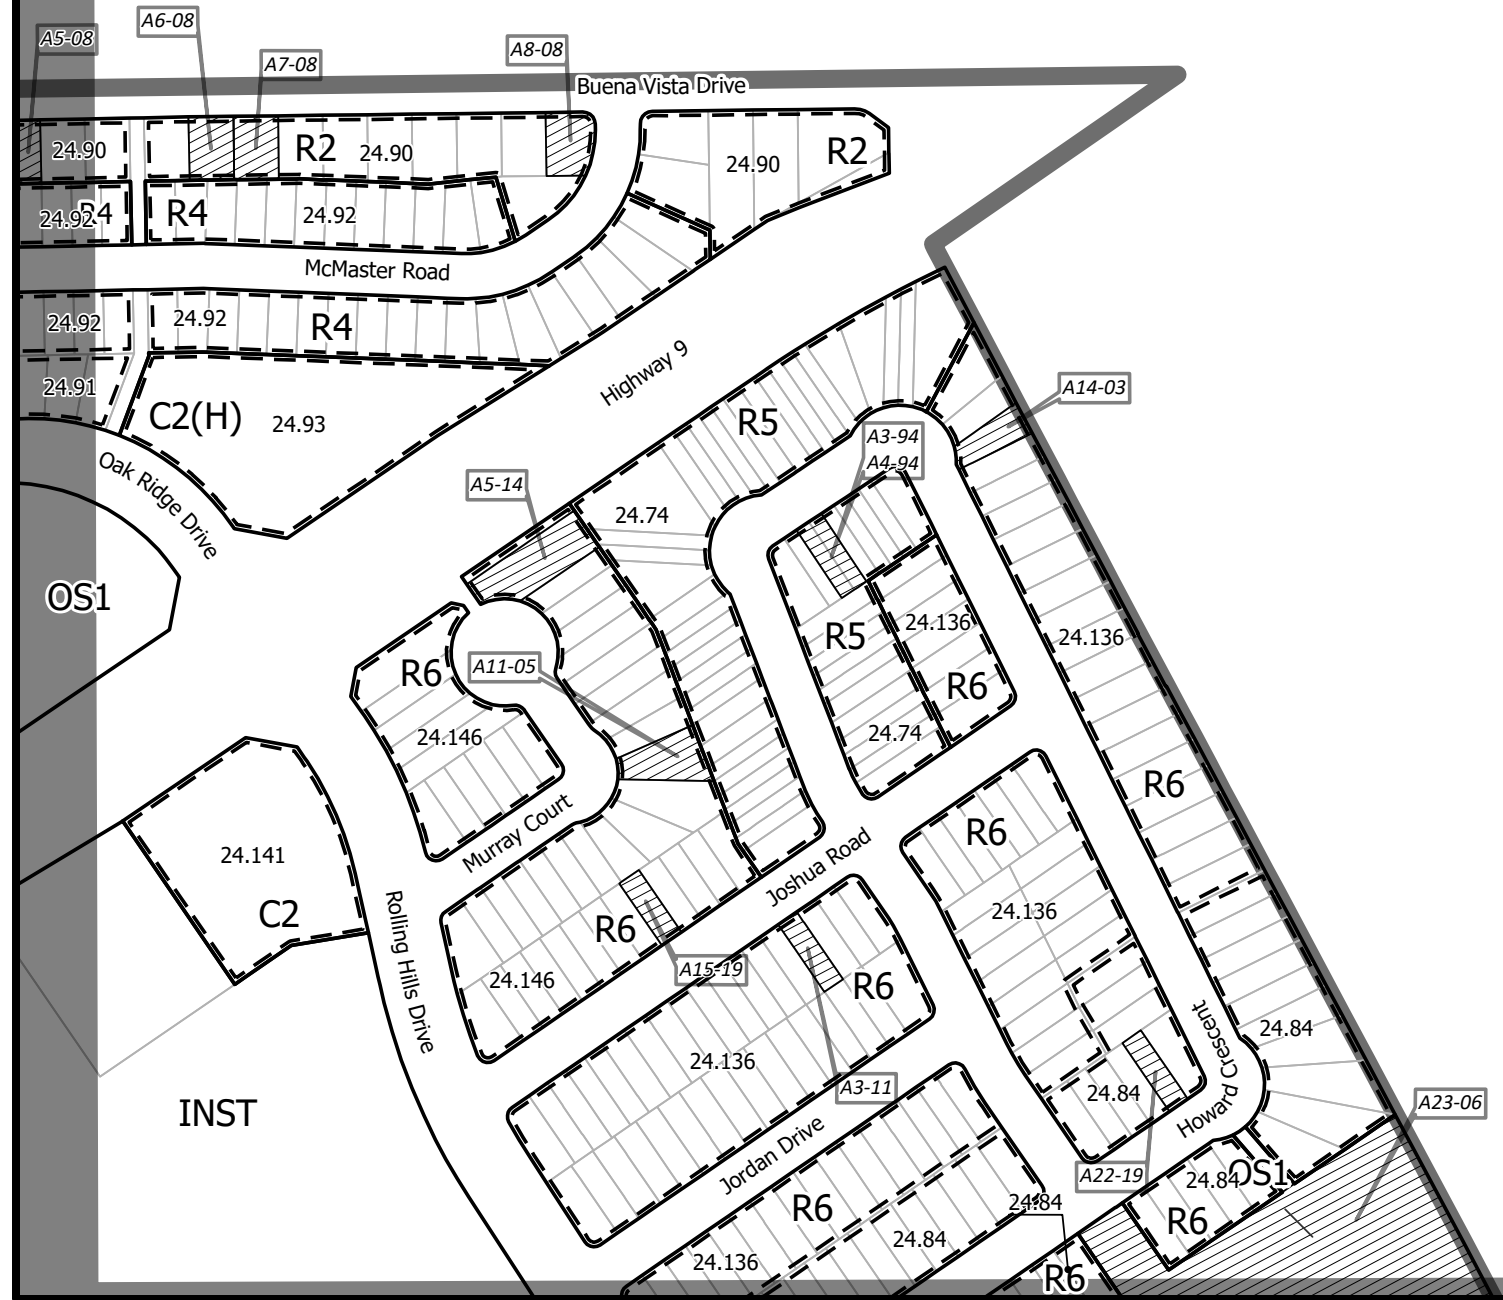 A6-08
A5-08
A8-08
A7-08
Buena Vista Drive
24.90
R2
24.90
24.90
R2
24.92
R4
R4
24.92
McMaster Road
24.92
24.92
R4
24.91
C2(H)
24.93
Highway 9
Oak Ridge Drive
R5
A14-03
A3-94
A4-94
A5-14
24.74
OS1
24.136
R5
24.136
R6
A11-05
R6
24.146
24.74
R6
24.141
C2
Murray Court
Joshua Road
R6
Rolling Hills Drive
24.136
R6
24.146
A15-19
R6
24.84
24.136
Howard Crescent
A3-11
24.84
INST
A23-06
Jordan Drive
A22-19
OS1
24.84
R6
24.84
R6
24.84
24.136
R6